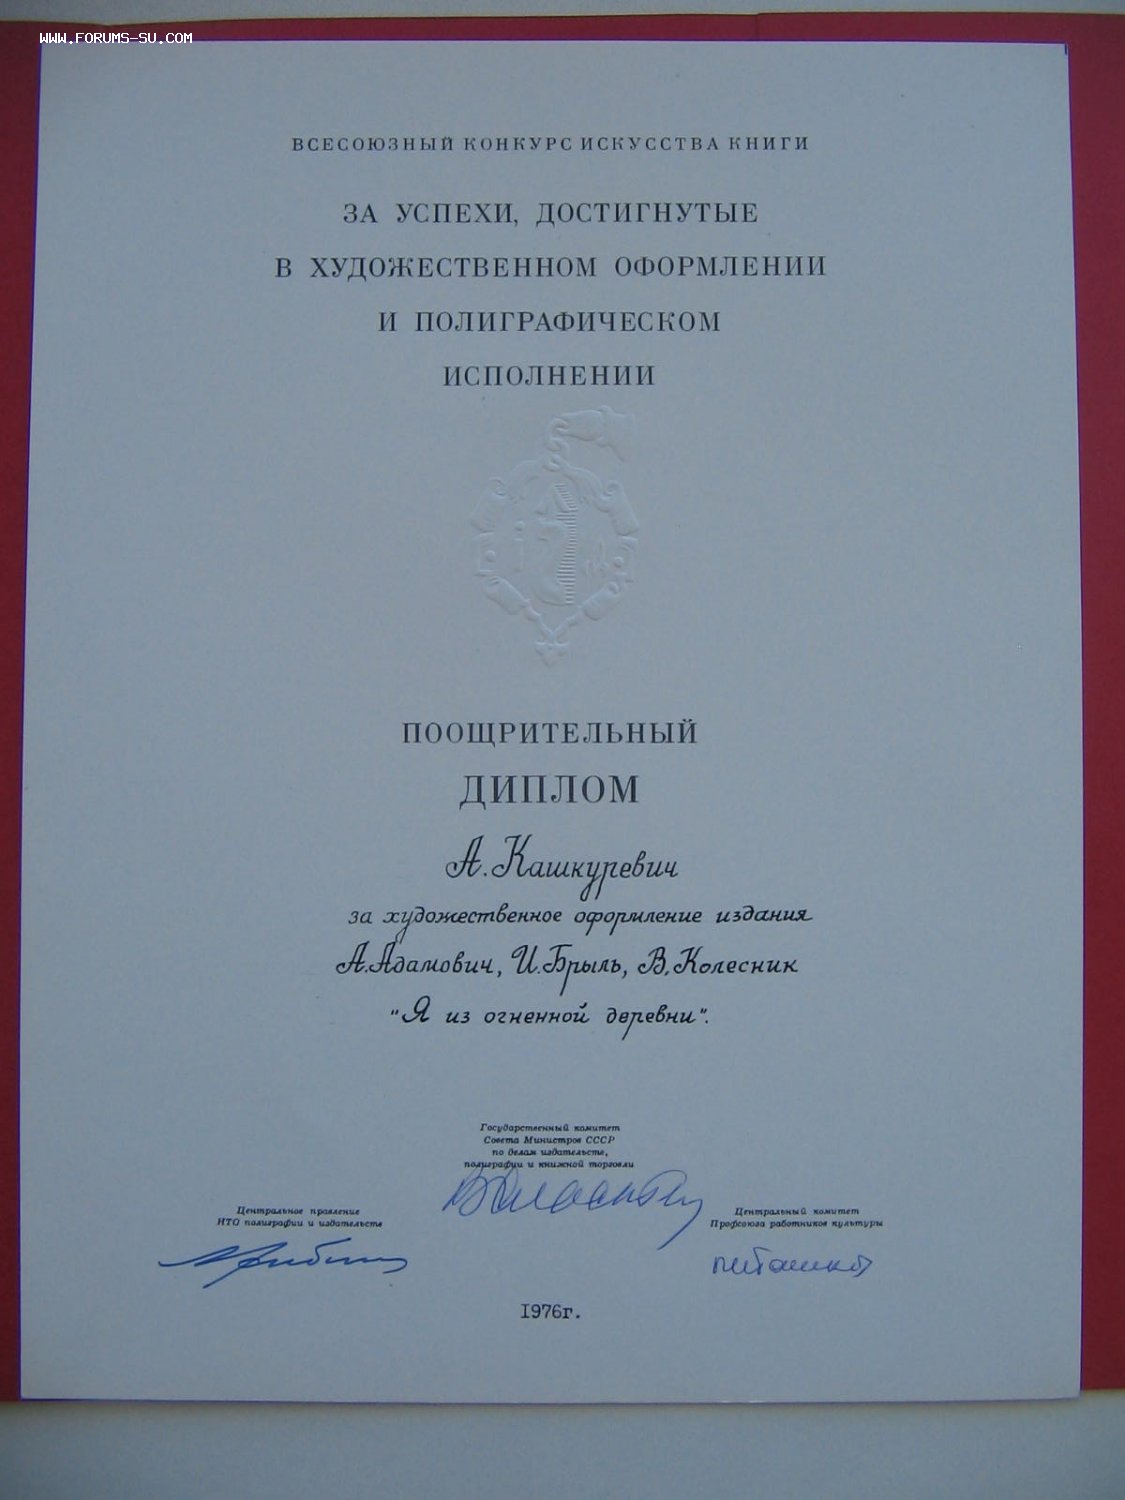 WWW.FORUMS-SU.COM
ВСЕСОЮЗНЫЙ КОНКУРС ИСКУССТВА КНИГИ
ЗА УСПЕХИ, ДОСТИГНУТЫЕ
В ХУДОЖЕСТВЕННОМ ОФОРМЛЕНИИ
И ПОЛИГРАФИЧЕСКОМ
ИСПОЛНЕНИИ
ПООЩРИТЕЛЬНЫЙ
ДИПЛОМ
А. Кашкуревич
за художественное оформление издания
А. Адамович, И. Брыль, В. Колесник
"Я из огненной деревни".
Государственный комитет
Совета Министров СССР
по делам издательств,
полиграфии и книжной торговли
Центральное правление
НТО полиграфии и издательств
Центральный комитет
Профсоюза работников культуры
1976г.